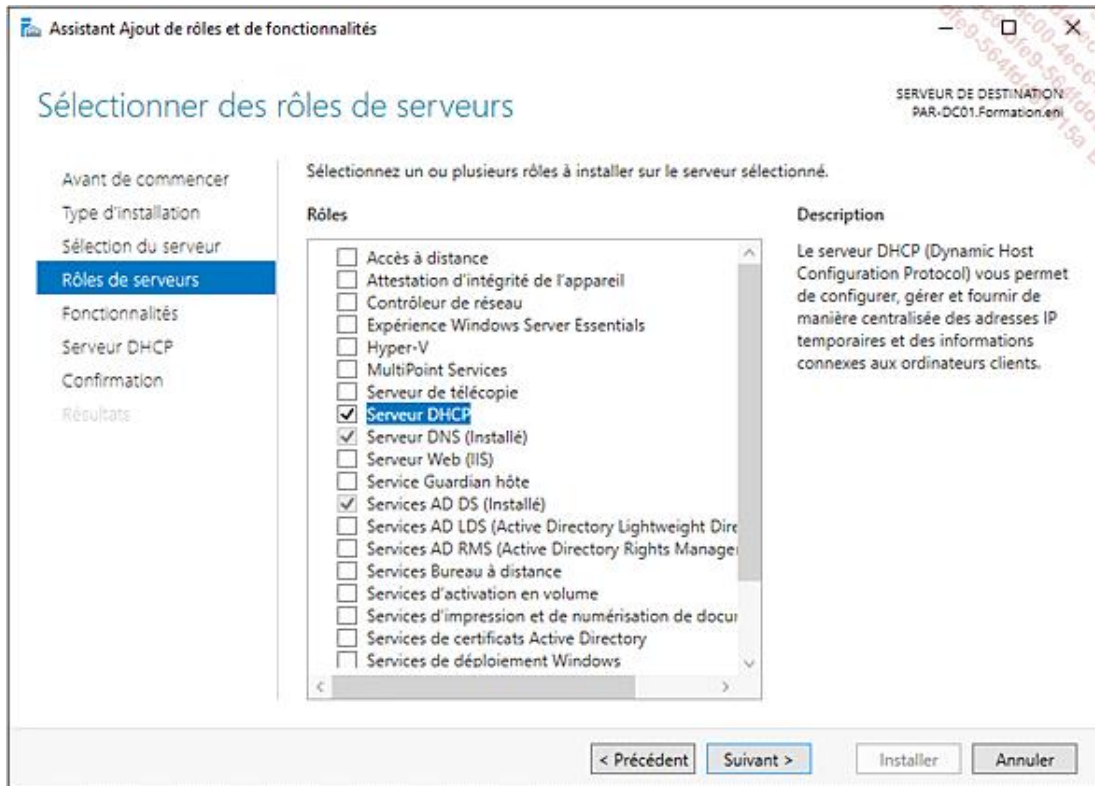 Assistant Ajout de rôles et de fonctionnalités
Sélectionner des rôles de serveurs
SERVEUR DE DESTINATION
PAR-DC01.Formation.eni
Avant de commencer
Type d'installation
Sélection du serveur
Rôles de serveurs
Fonctionnalités
Serveur DHCP
Confirmation
Résultats
Sélectionnez un ou plusieurs rôles à installer sur le serveur sélectionné.
Rôles
Accès à distance
Attestation d'intégrité de l'appareil
Contrôleur de réseau
Expérience Windows Server Essentials
Hyper-V
MultiPoint Services
Serveur de télécopie
Serveur DHCP
Serveur DNS (Installé)
Serveur Web (IIS)
Service Guardian hôte
Services AD DS (Installé)
Services AD LDS (Active Directory Lightweight Dire
Services AD RMS (Active Directory Rights Manage
Services Bureau à distance
Services d'activation en volume
Services d'impression et de numérisation de docu
Services de certificats Active Directory
Services de déploiement Windows
Description
Le serveur DHCP (Dynamic Host
Configuration Protocol) vous permet
de configurer, gérer et fournir de
manière centralisée des adresses IP
temporaires et des informations
connexes aux ordinateurs clients.
< Précédent
Suivant >
Installer
Annuler